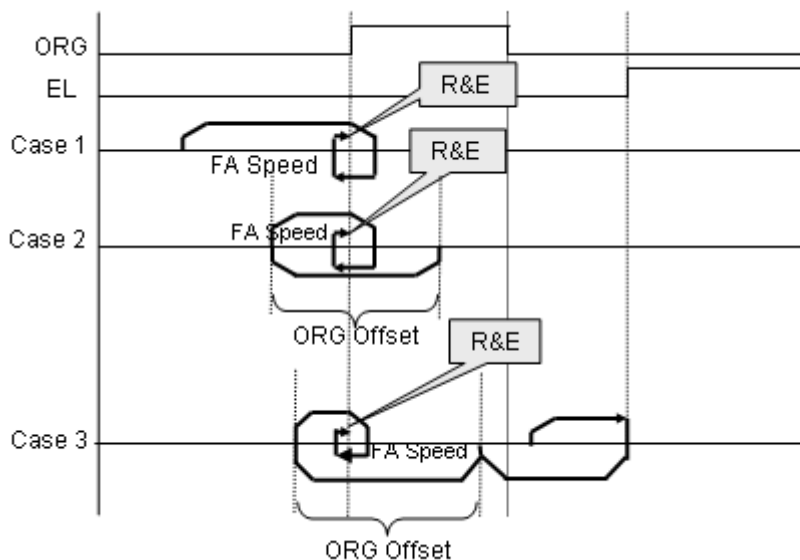 ORG
EL
R&E
Case 1
FA Speed
R&E
Case 2
FA Speed
ORG Offset
R&E
Case 3
FA Speed
ORG Offset